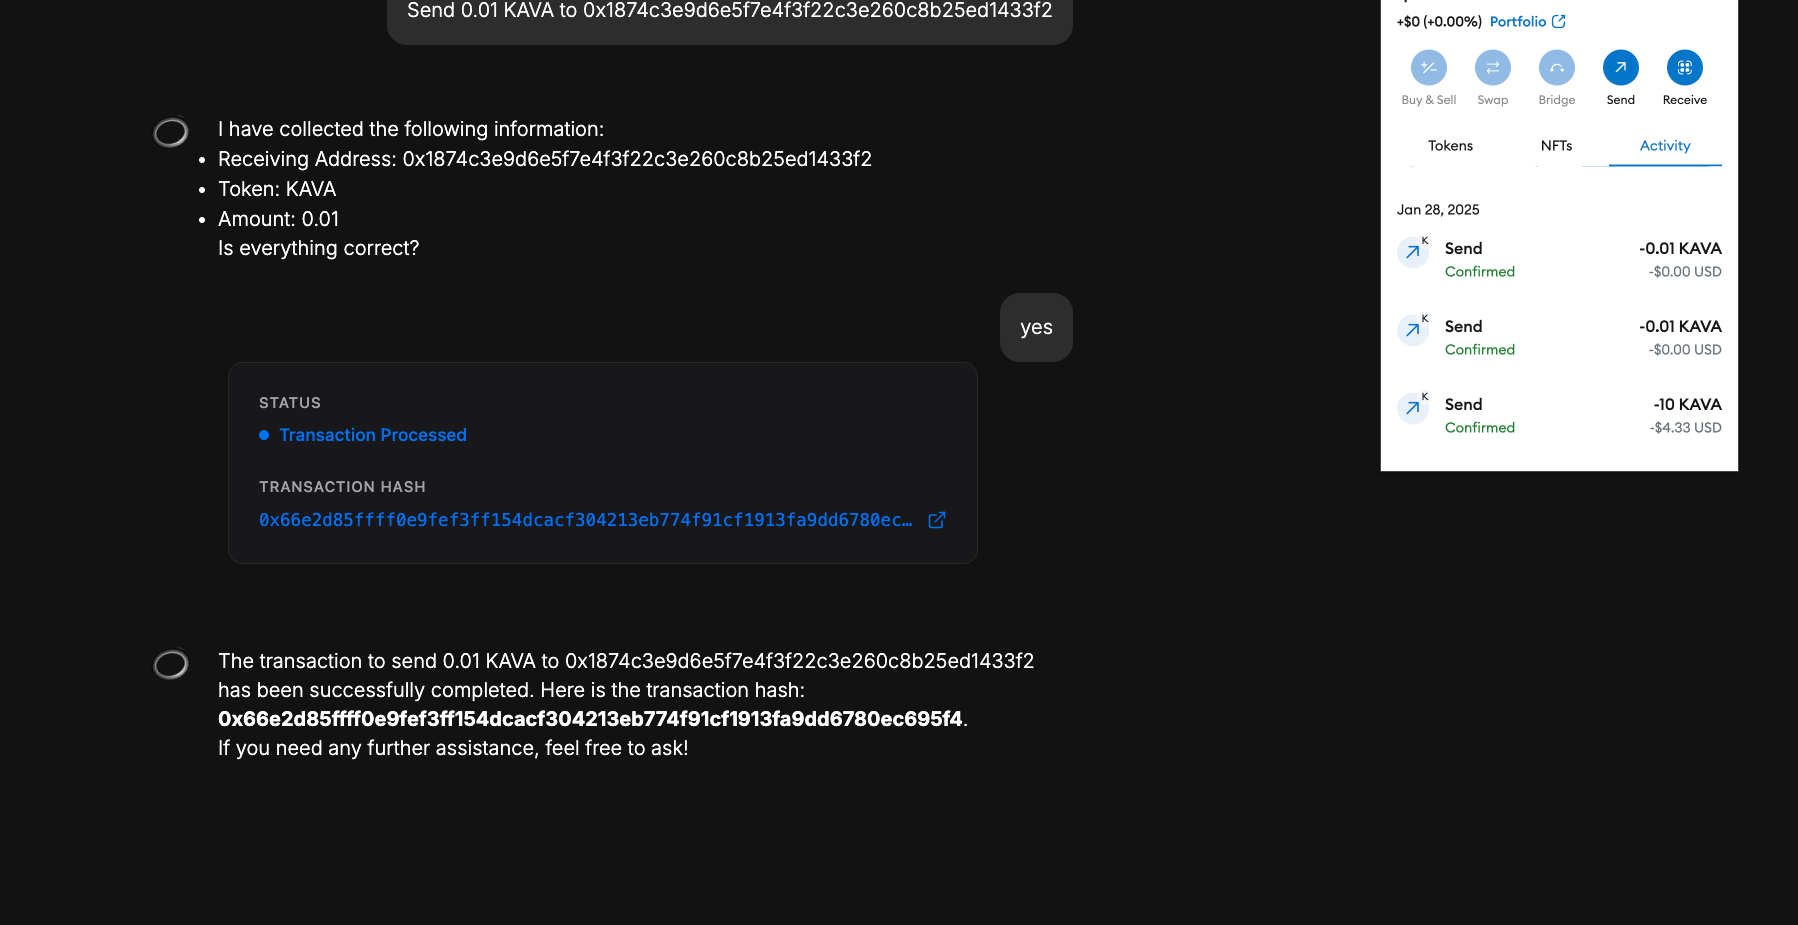 Send 0.01 KAVA to 0x1874c3e9d6e5f7e4f3f22c3e260c8b25ed1433f2
I have collected the following information:
• Receiving Address: 0x1874c3e9d6e5f7e4f3f22c3e260c8b25ed1433f2
• Token: KAVA
• Amount: 0.01
Is everything correct?
yes
STATUS
Transaction Processed
TRANSACTION HASH
0x66e2d85ffff0e9fef3ff154dcacf304213eb774f91cf1913fa9dd6780ec…
The transaction to send 0.01 KAVA to 0x1874c3e9d6e5f7e4f3f22c3e260c8b25ed1433f2
has been successfully completed. Here is the transaction hash:
0x66e2d85ffff0e9fef3ff154dcacf304213eb774f91cf1913fa9dd6780ec695f4.
If you need any further assistance, feel free to ask!
+$0 (+0.00%) Portfolio
Buy & Sell Swap Bridge Send Receive
Tokens NFTs Activity
Jan 28, 2025
K
Send -0.01 KAVA
Confirmed -$0.00 USD
K
Send -0.01 KAVA
Confirmed -$0.00 USD
K
Send -10 KAVA
Confirmed -$4.33 USD